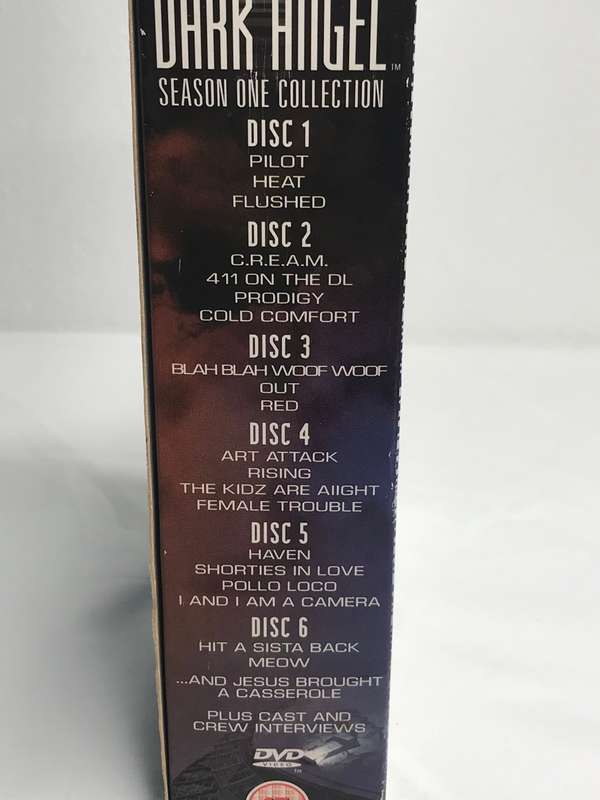 DARK ANGEL™
SEASON ONE COLLECTION
DISC 1
PILOT
HEAT
FLUSHED
DISC 2
C.R.E.A.M.
411 ON THE DL
PRODIGY
COLD COMFORT
DISC 3
BLAH BLAH WOOF WOOF
OUT
RED
DISC 4
ART ATTACK
RISING
THE KIDZ ARE AIIGHT
FEMALE TROUBLE
DISC 5
HAVEN
SHORTIES IN LOVE
POLLO LOCO
I AND I AM A CAMERA
DISC 6
HIT A SISTA BACK
MEOW
...AND JESUS BROUGHT
A CASSEROLE
PLUS CAST AND
CREW INTERVIEWS
DVD
VIDEO™